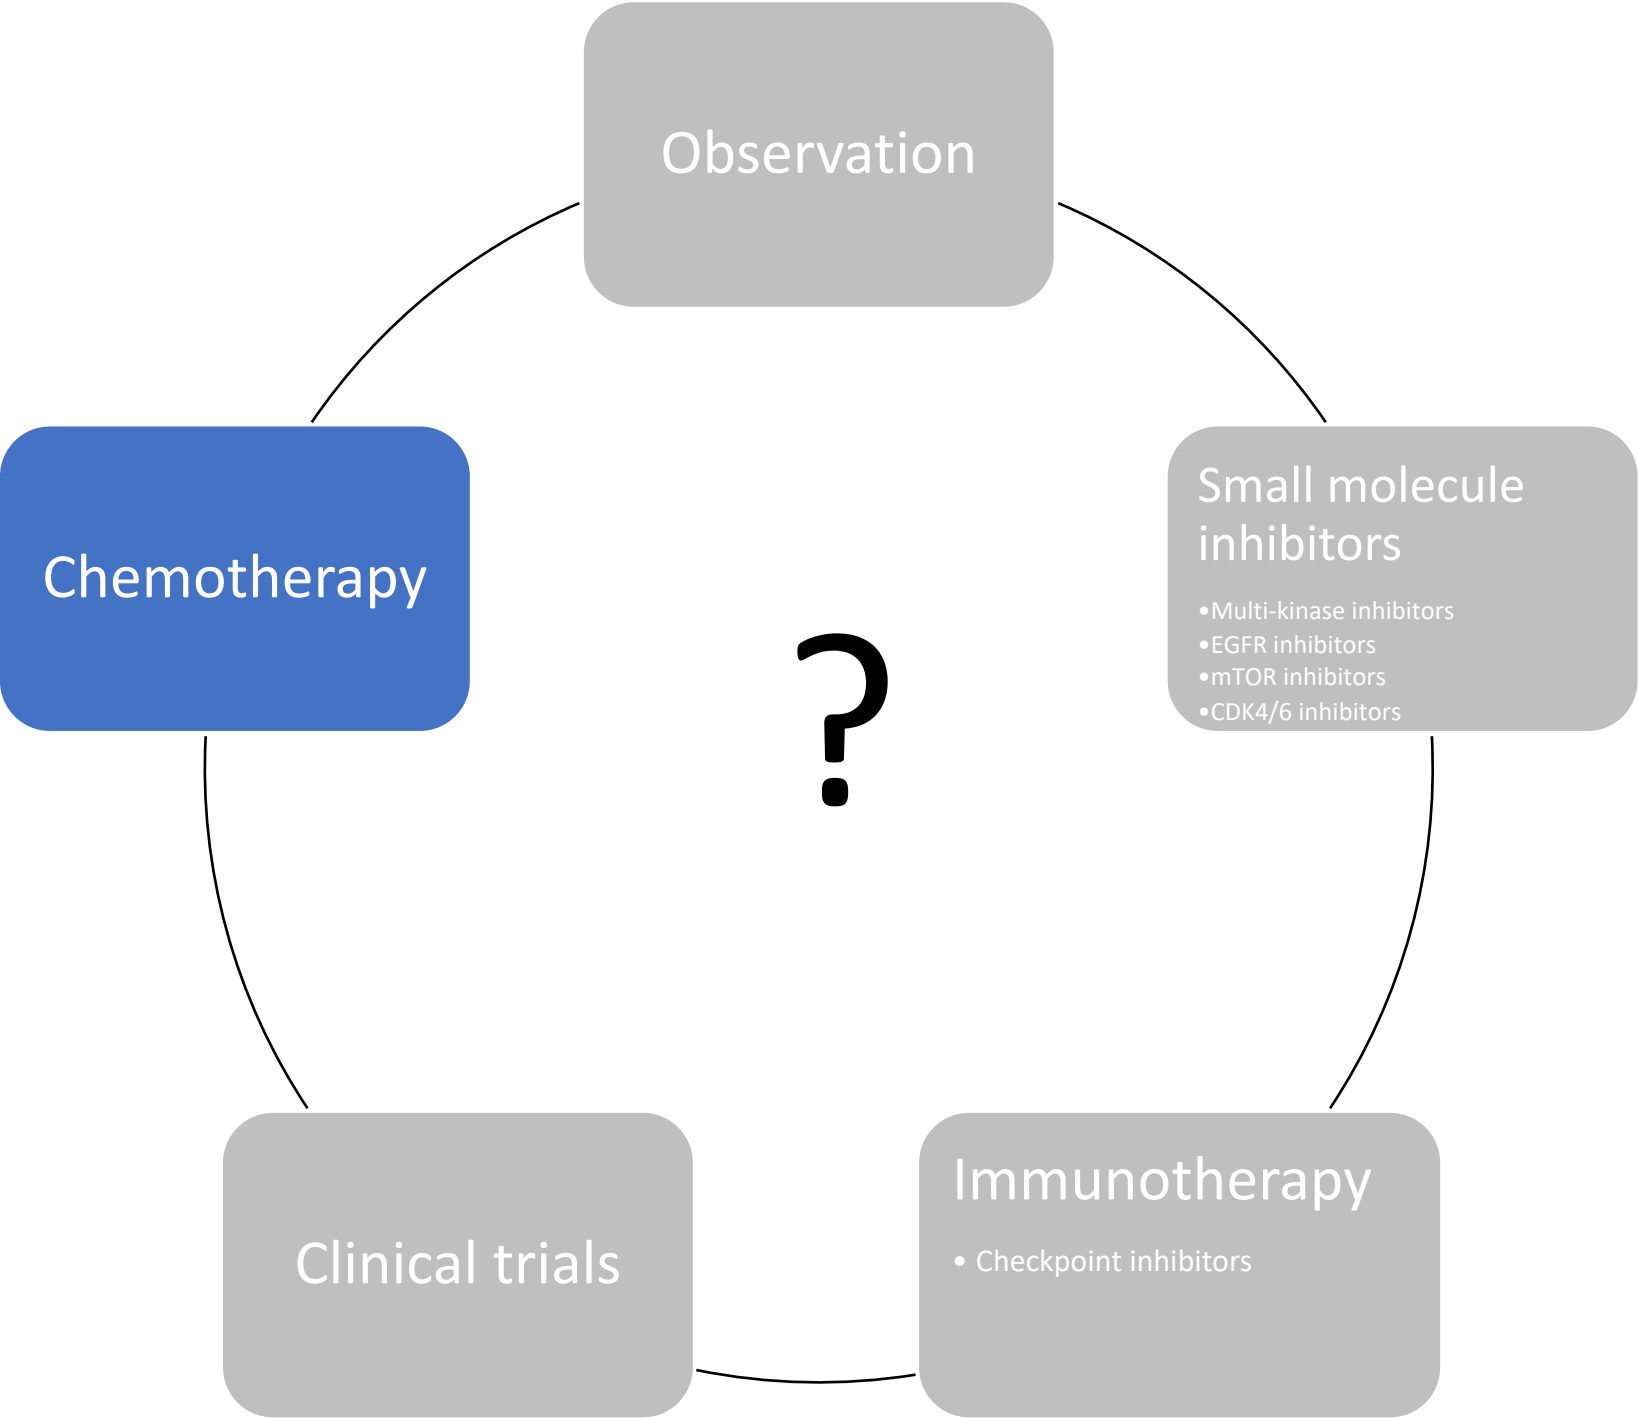 Observation
Small molecule
inhibitors
•Multi-kinase inhibitors
•EGFR inhibitors
•mTOR inhibitors
•CDK4/6 inhibitors
Chemotherapy
?
Immunotherapy
• Checkpoint inhibitors
Clinical trials